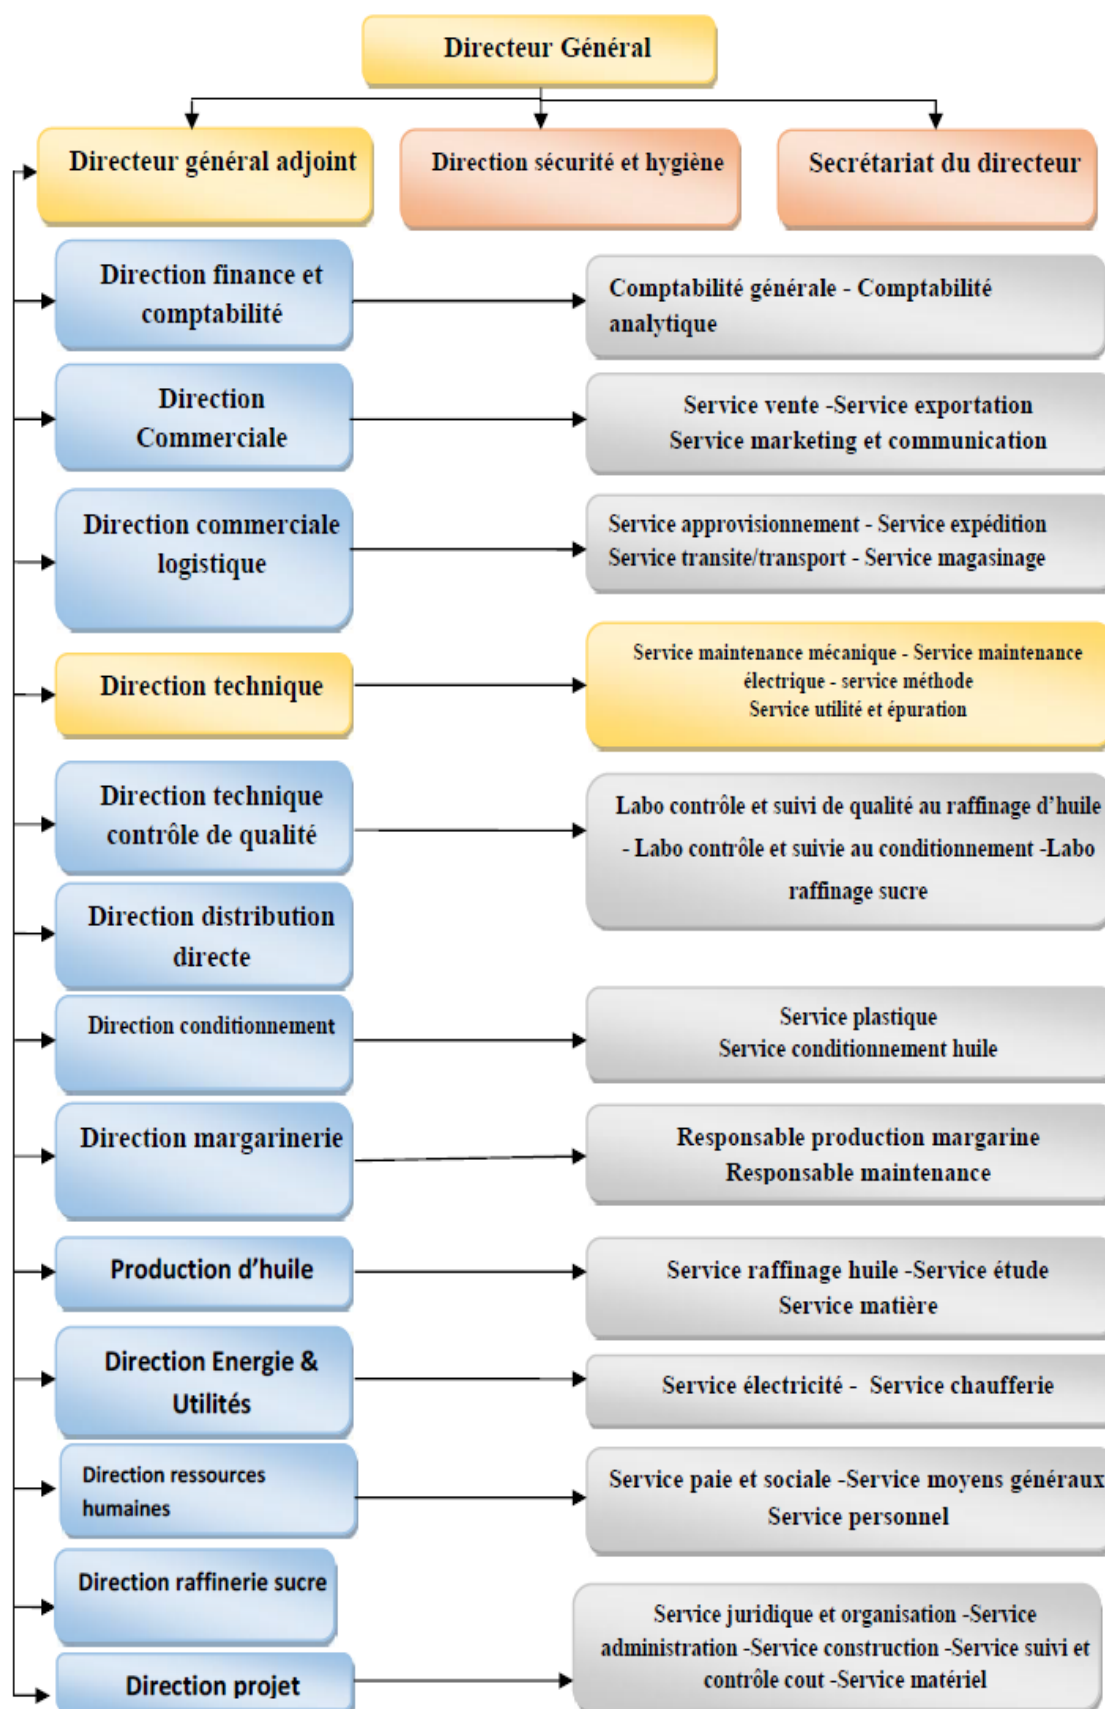 Directeur Général
Directeur général adjoint
Direction sécurité et hygiène
Secrétariat du directeur
Direction finance et
comptabilité
Comptabilité générale - Comptabilité
analytique
Direction
Commerciale
Service vente -Service exportation
Service marketing et communication
Direction commerciale
logistique
Service approvisionnement - Service expédition
Service transite/transport - Service magasinage
Direction technique
Service maintenance mécanique - Service maintenance
électrique - service méthode
Service utilité et épuration
Direction technique
contrôle de qualité
Labo contrôle et suivi de qualité au raffinage d’huile
- Labo contrôle et suivie au conditionnement -Labo
raffinage sucre
Direction distribution
directe
Direction conditionnement
Service plastique
Service conditionnement huile
Direction margarinerie
Responsable production margarine
Responsable maintenance
Production d’huile
Service raffinage huile -Service étude
Service matière
Direction Energie &
Utilités
Service électricité - Service chaufferie
Direction ressources
humaines
Service paie et sociale -Service moyens généraux
Service personnel
Direction raffinerie sucre
Service juridique et organisation -Service
administration -Service construction -Service suivi et
contrôle cout -Service matériel
Direction projet